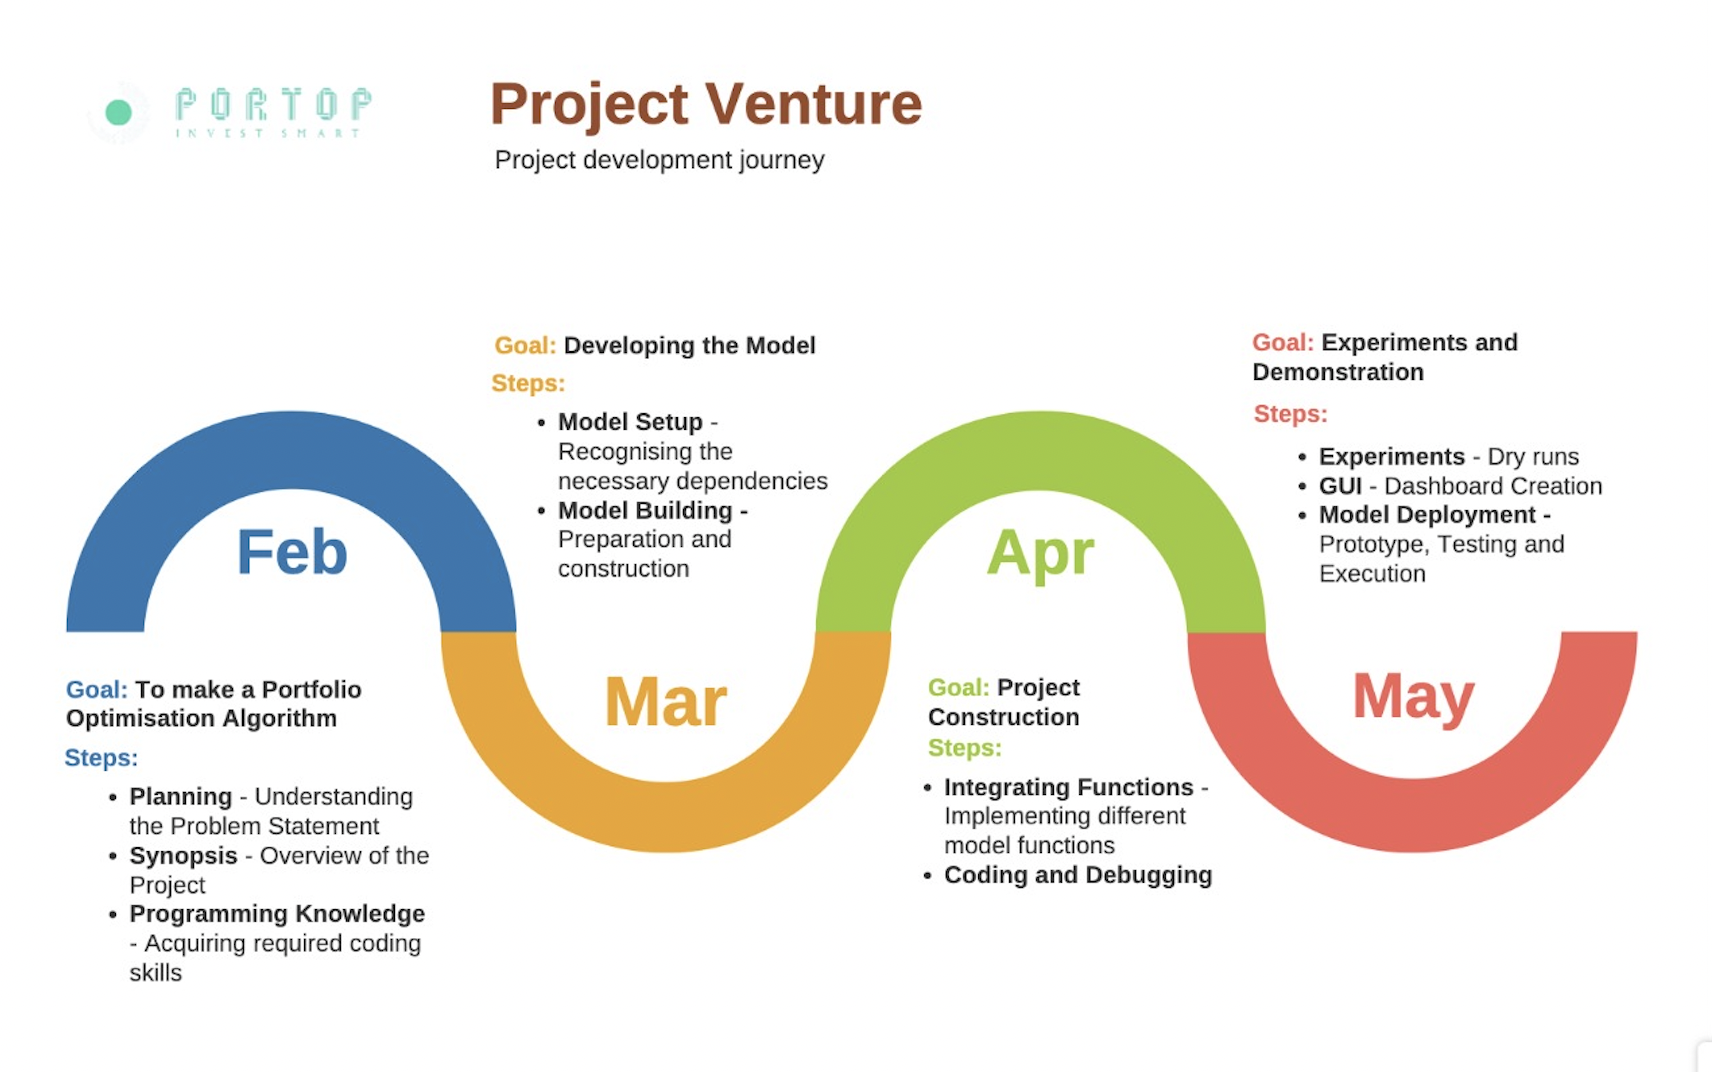 PORTOP
INVEST SMART
Project Venture
Project development journey
Feb
Goal: To make a Portfolio
Optimisation Algorithm
Steps:
• Planning - Understanding
the Problem Statement
• Synopsis - Overview of the
Project
• Programming Knowledge
- Acquiring required coding
skills
Goal: Developing the Model
Steps:
• Model Setup -
Recognising the
necessary dependencies
• Model Building -
Preparation and
construction
Mar
Apr
Goal: Project
Construction
Steps:
• Integrating Functions -
Implementing different
model functions
• Coding and Debugging
Goal: Experiments and
Demonstration
Steps:
• Experiments - Dry runs
• GUI - Dashboard Creation
• Model Deployment -
Prototype, Testing and
Execution
May